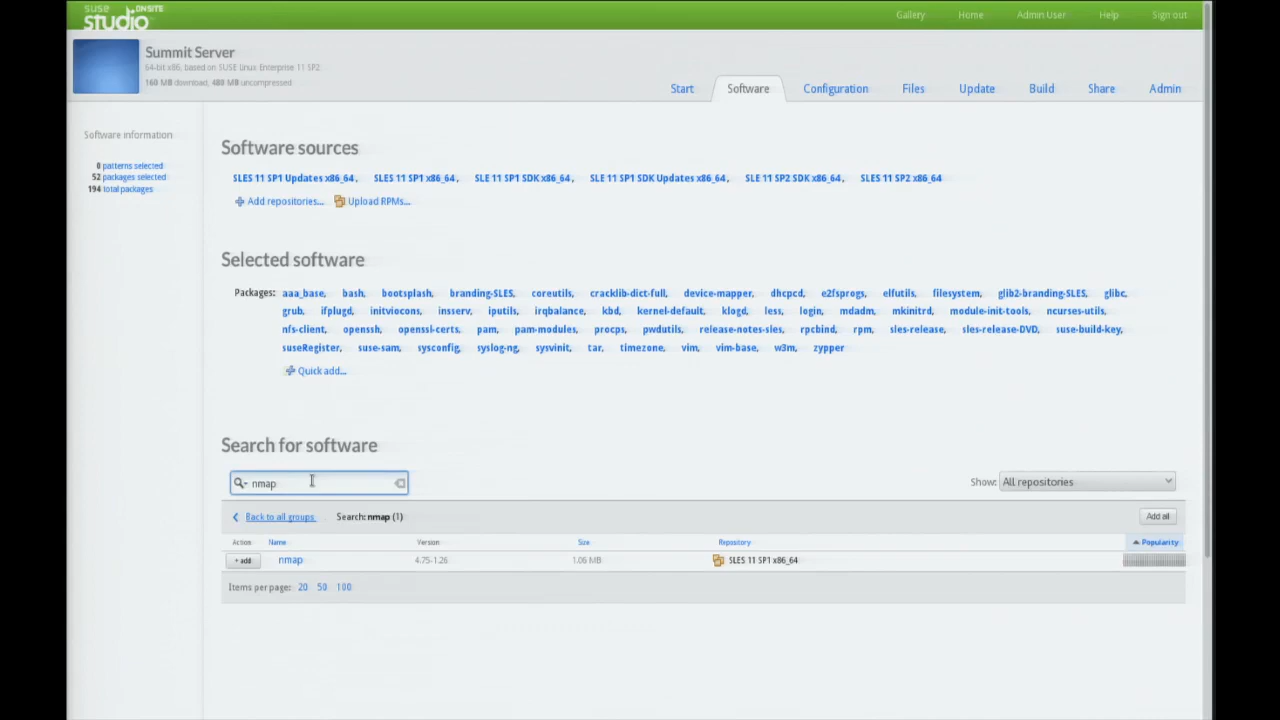 suse ON SITE
studio
Gallery Home Admin User Help Sign out
Summit Server
64-bit x86, based on SUSE Linux Enterprise 11 SP2
160 MB download, 488 MB uncompressed
Start Software Configuration Files Update Build Share Admin
Software information
0 patterns selected
52 packages selected
194 total packages
Software sources
SLES 11 SP1 Updates x86_64, SLES 11 SP1 x86_64, SLE 11 SP1 SDK x86_64, SLE 11 SP1 SDK Updates x86_64, SLE 11 SP2 SDK x86_64, SLES 11 SP2 x86_64
Add repositories... Upload RPMs...
Selected software
Packages: aaa_base, bash, bootsplash, branding-SLES, coreutils, cracklib-dict-full, device-mapper, dhcpcd, e2fsprogs, elfutils, filesystem, glib2-branding-SLES, glibc,
grub, ifplugd, initviocons, insserv, iputils, irqbalance, kbd, kernel-default, klogd, less, login, mdadm, mkinitrd, module-init-tools, ncurses-utils,
nfs-client, openssh, openssl-certs, pam, pam-modules, procps, pwdutils, release-notes-sles, rpcbind, rpm, sles-release, sles-release-DVD, suse-build-key,
suseRegister, suse-sam, sysconfig, syslog-ng, sysvinit, tar, timezone, vim, vim-base, w3m, zypper
Quick add...
Search for software
nmap
Show: All repositories
Back to all groups Search: nmap (1) Add all
Action Name Version Size Repository Popularity
+ add nmap 4.75-1.26 1.06 MB SLES 11 SP1 x86_64
Items per page: 20 50 100